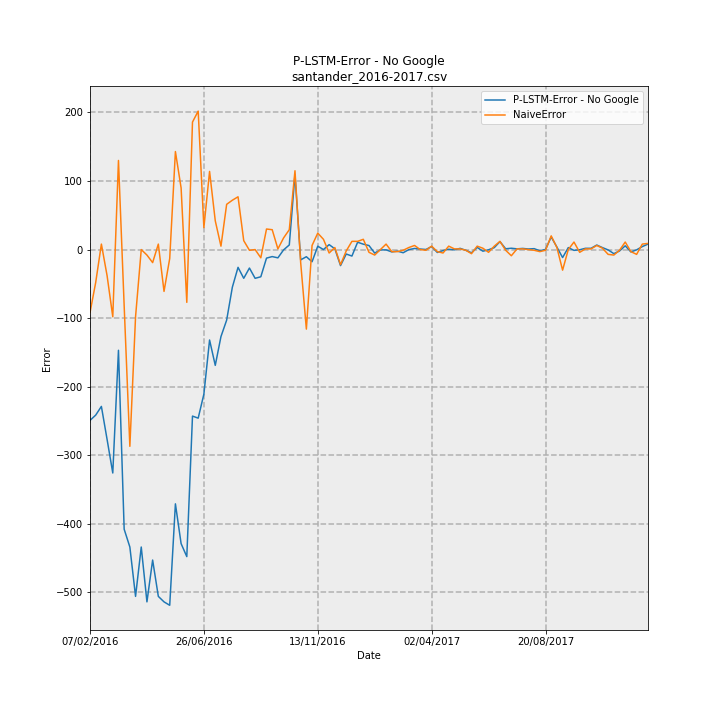 P-LSTM-Error - No Google
santander_2016-2017.csv
P-LSTM-Error - No Google
NaiveError
200
100
0
−100
−200
−300
−400
−500
Error
07/02/2016
26/06/2016
13/11/2016
02/04/2017
20/08/2017
Date